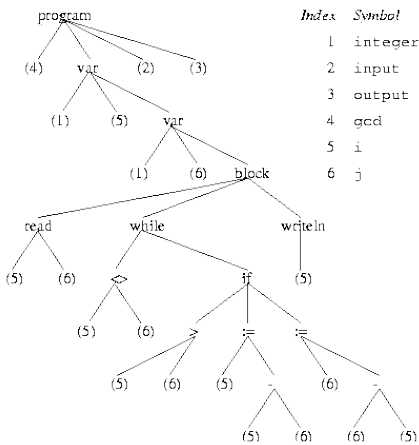 program Index Symbol
(4) var (2) (3) 1 integer
2 input
(1) (5) var 3 output
4 gcd
5 i
(1) (6) block 6 j
read while writeln
(5) (6) <> if (5)
(5) (6) > := :=
(5) (6) (5) - (6) -
(5) (6) (6) (5)